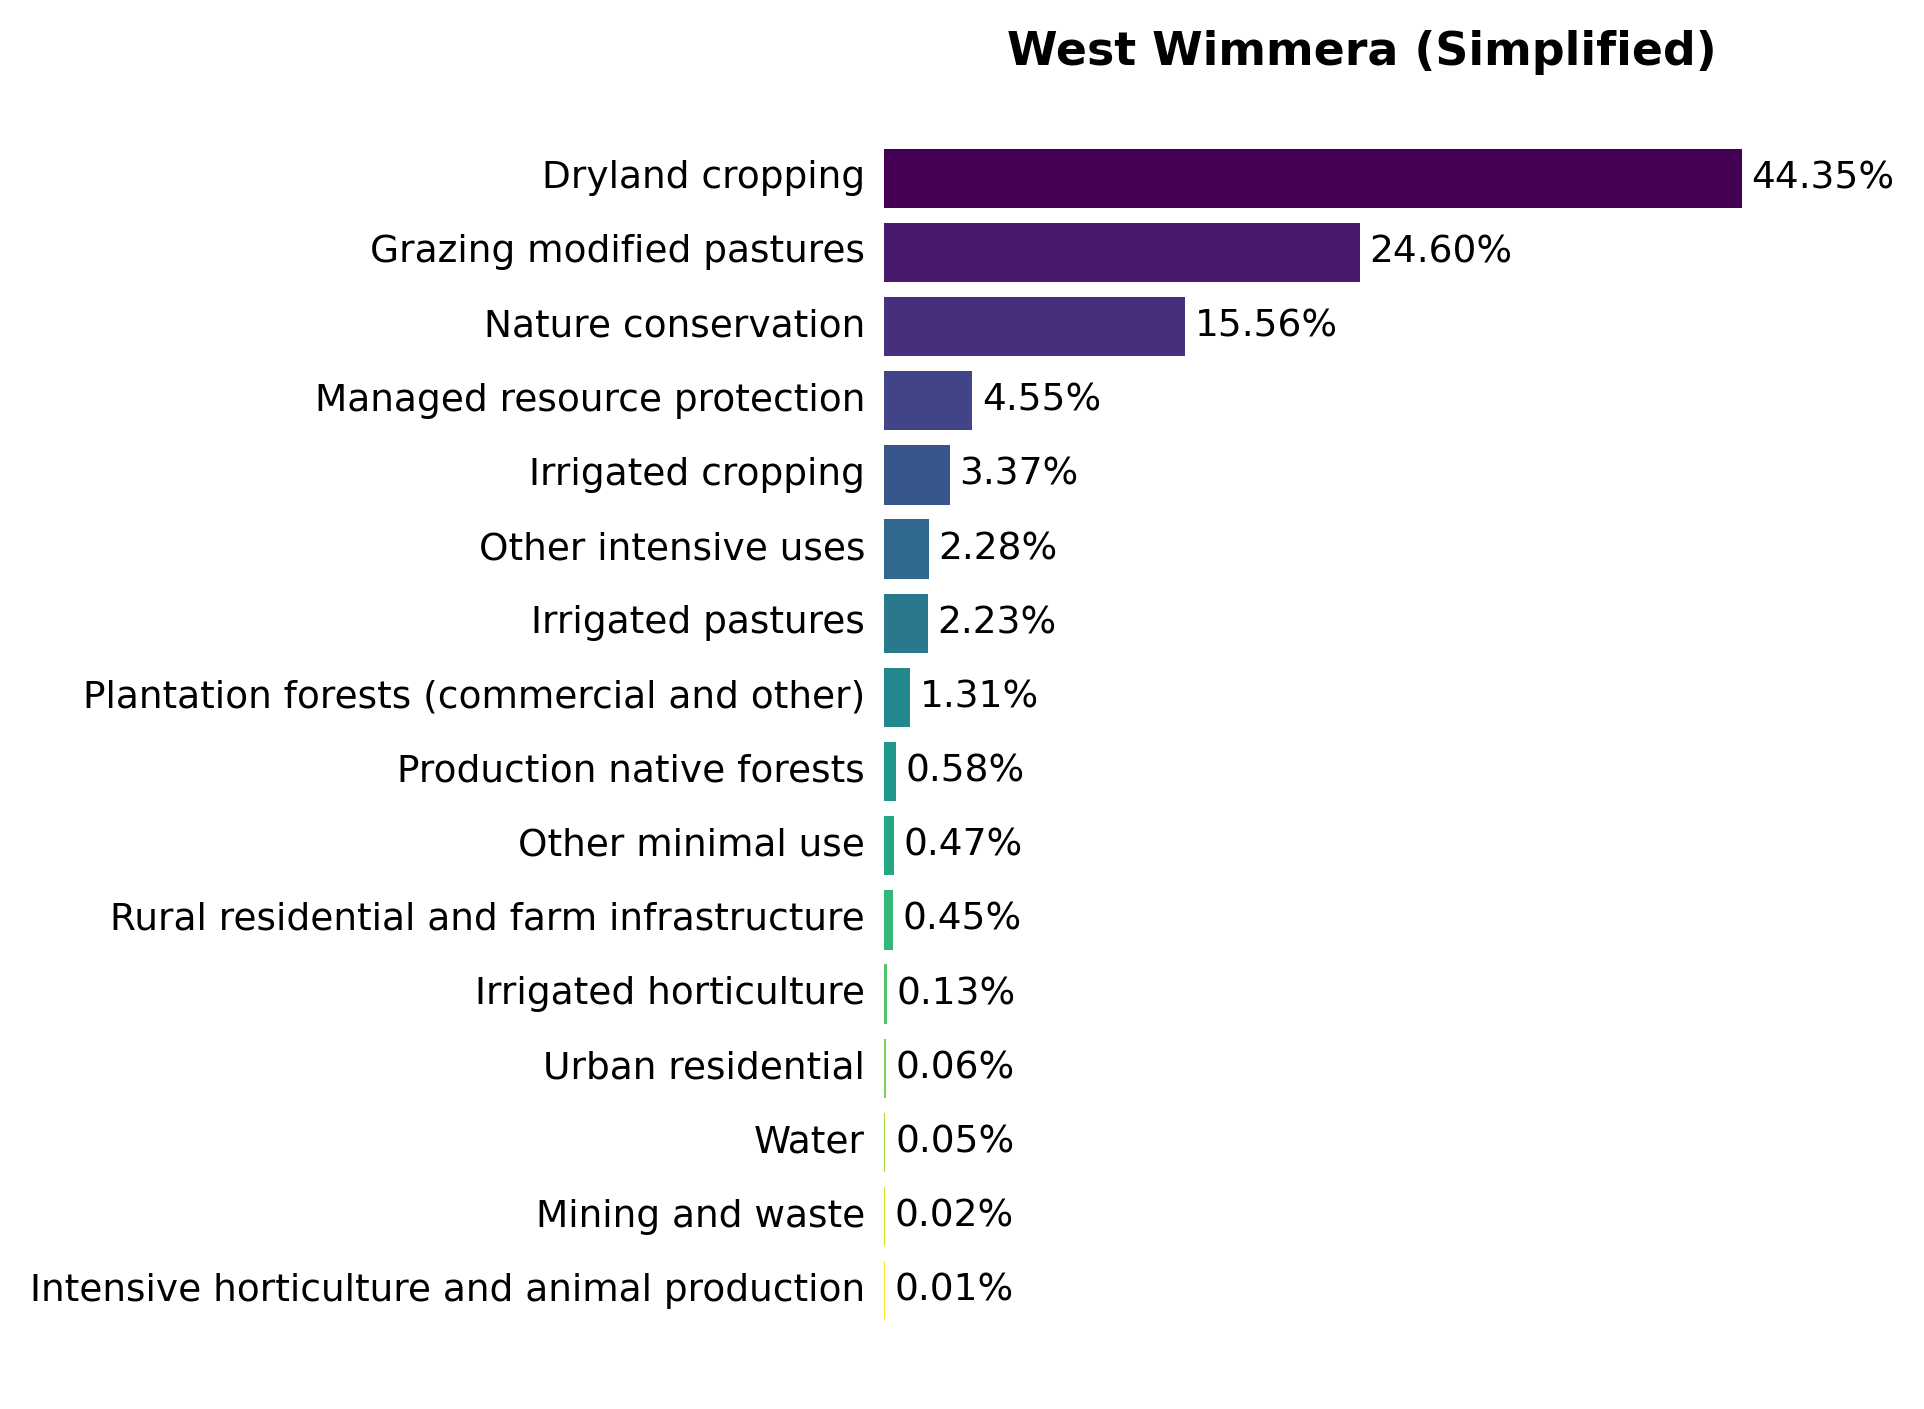 West Wimmera (Simplified)
Dryland cropping 44.35%
Grazing modified pastures 24.60%
Nature conservation 15.56%
Managed resource protection 4.55%
Irrigated cropping 3.37%
Other intensive uses 2.28%
Irrigated pastures 2.23%
Plantation forests (commercial and other) 1.31%
Production native forests 0.58%
Other minimal use 0.47%
Rural residential and farm infrastructure 0.45%
Irrigated horticulture 0.13%
Urban residential 0.06%
Water 0.05%
Mining and waste 0.02%
Intensive horticulture and animal production 0.01%